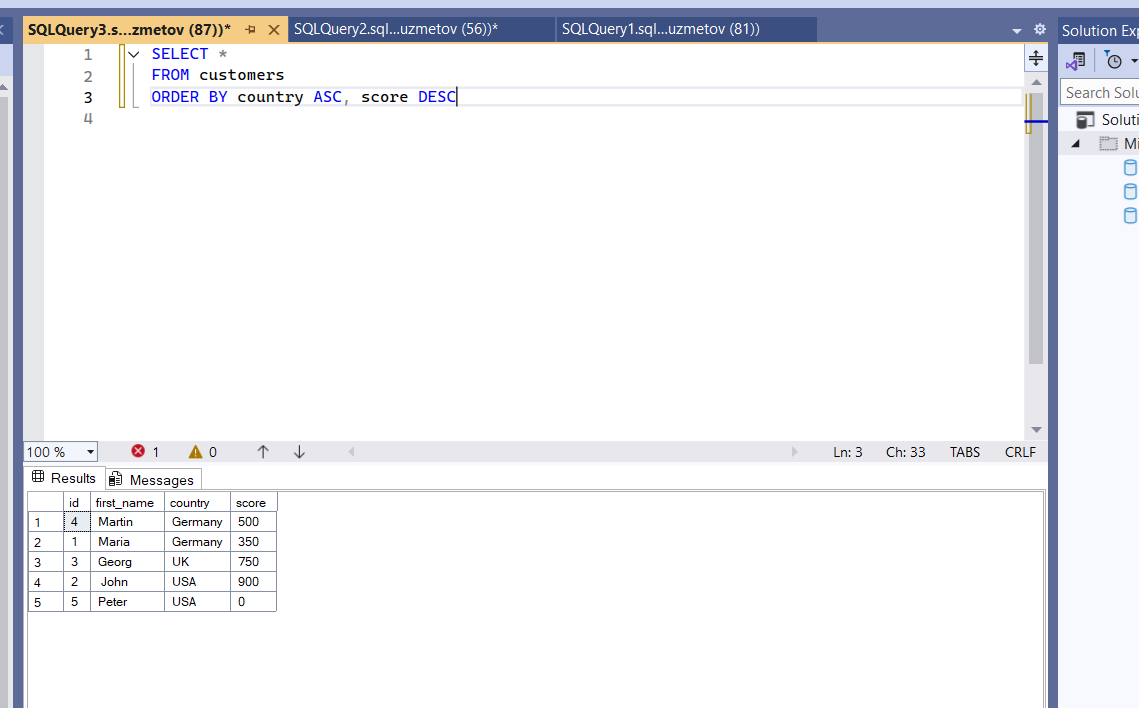 SQLQuery3.s...zmetov (87))* SQLQuery2.sql...uzmetov (56))* SQLQuery1.sql...uzmetov (81)) Solution Exp
1 SELECT *
2 FROM customers
3 ORDER BY country ASC, score DESC
4
Search Solu
Soluti
Mi
100 % 1 0 Ln: 3 Ch: 33 TABS CRLF
Results Messages
id first_name country score
1 4 Martin Germany 500
2 1 Maria Germany 350
3 3 Georg UK 750
4 2 John USA 900
5 5 Peter USA 0